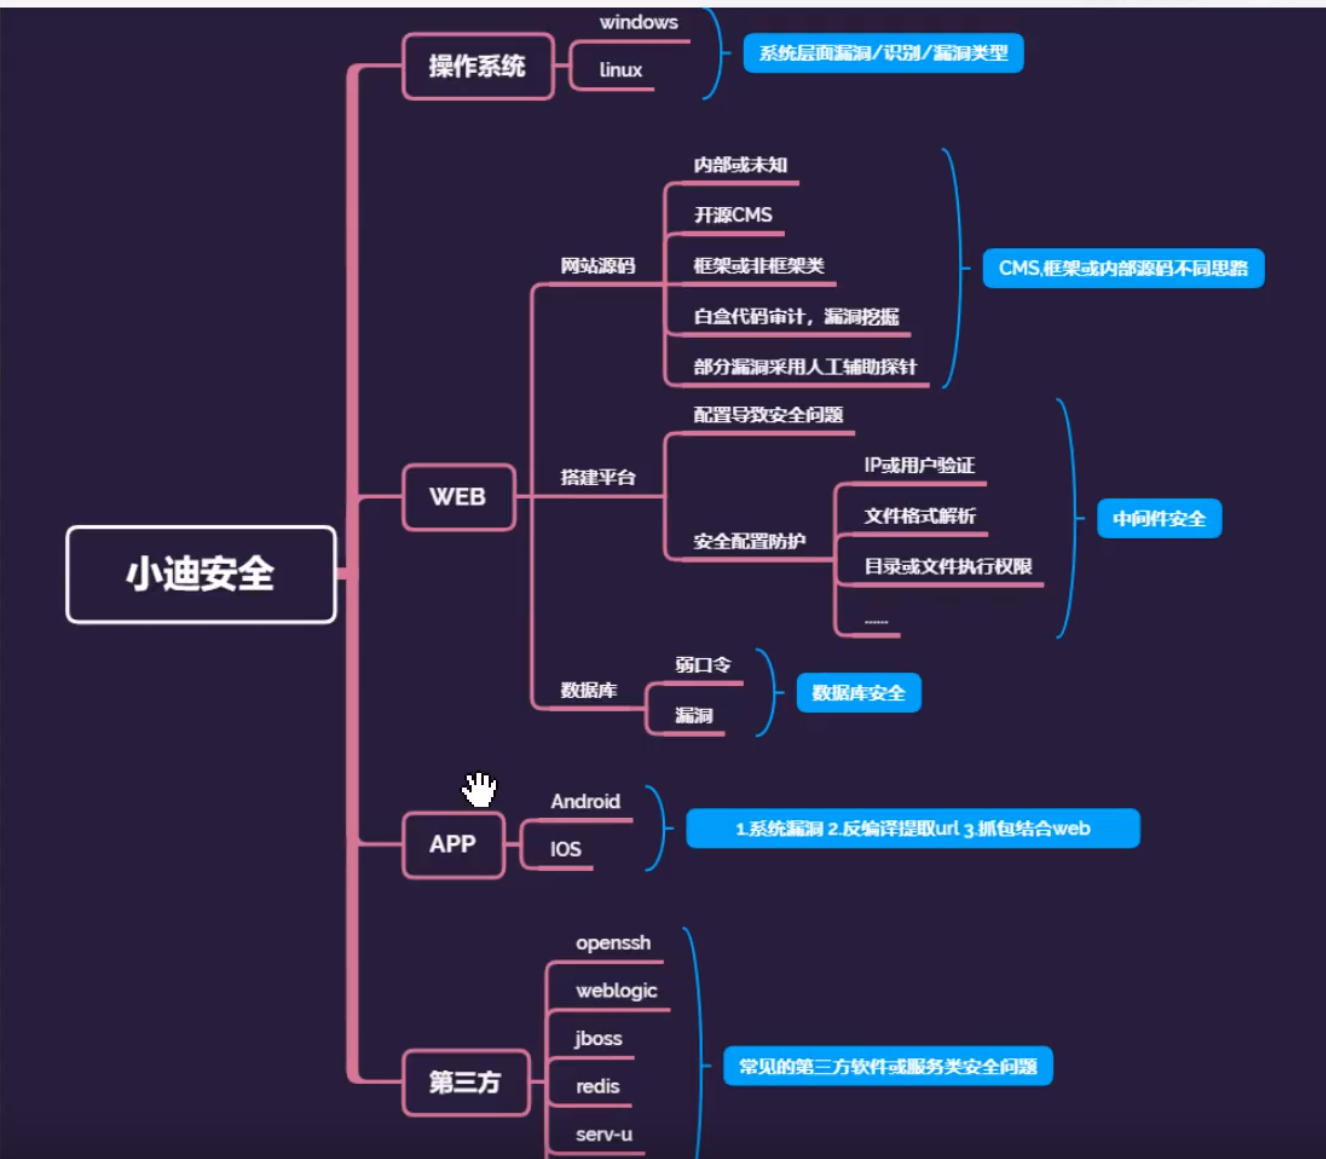 windows
操作系统
linux
系统层面漏洞/识别/漏洞类型
内部或未知
开源CMS
网站源码
框架或非框架类
CMS,框架或内部源码不同思路
白盒代码审计，漏洞挖掘
部分漏洞采用人工辅助探针
配置导致安全问题
IP或用户验证
搭建平台
WEB
文件格式解析
中间件安全
安全配置防护
目录或文件执行权限
......
小迪安全
弱口令
数据库
数据库安全
漏洞
Android
1.系统漏洞 2.反编译提取url 3.抓包结合web
APP
IOS
openssh
weblogic
jboss
常见的第三方软件或服务类安全问题
第三方
redis
serv-u